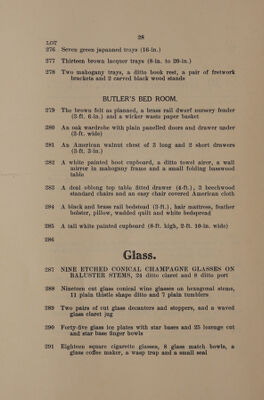 28
LOT
276 Seven green japanned trays (16-in.)
277 Thirteen brown lacquer trays (8-in. to 20-in.)
278 Two mahogany trays, a ditto book rest, a pair of fretwork
brackets and 2 carved black wood stands
BUTLER'S BED ROOM.
279 The brown felt as planned, a brass rail dwarf nursery fender
(3-ft. 6-in.) and a wicker waste paper basket
280 An oak wardrobe with plain panelled doors and drawer under
(3-ft. wide)
281 An American walnut chest of 3 long and 2 short drawers
(3-ft. 3-in.)
282 A white painted boot cupboard, a ditto towel airer, a wall
mirror in mahogany frame and a small folding basswood
table
283 A deal oblong top table fitted drawer (4-ft.), 3 beechwood
standard chairs and an easy chair covered American cloth
284 A black and brass rail bedstead (3-ft.), hair mattress, feather
bolster, pillow, wadded quilt and white bedspread
285 A tall white painted cupboard (8-ft. high, 2-ft. 10-in. wide)
286
Glass.
287 NINE ETCHED CONICAL CHAMPAGNE GLASSES ON
BALUSTER STEMS, 24 ditto claret and 8 ditto port
288 Nineteen cut glass conical wine glasses on hexagonal stems,
11 plain thistle shape ditto and 7 plain tumblers
289 Two pairs of cut glass decanters and stoppers, and a waved
glass claret jug
290 Forty-five glass ice plates with star bases and 25 lozenge cut
and star base finger bowls
291 Eighteen square cigarette glasses, 8 glass match bowls, a
glass coffee maker, a wasp trap and a small seal